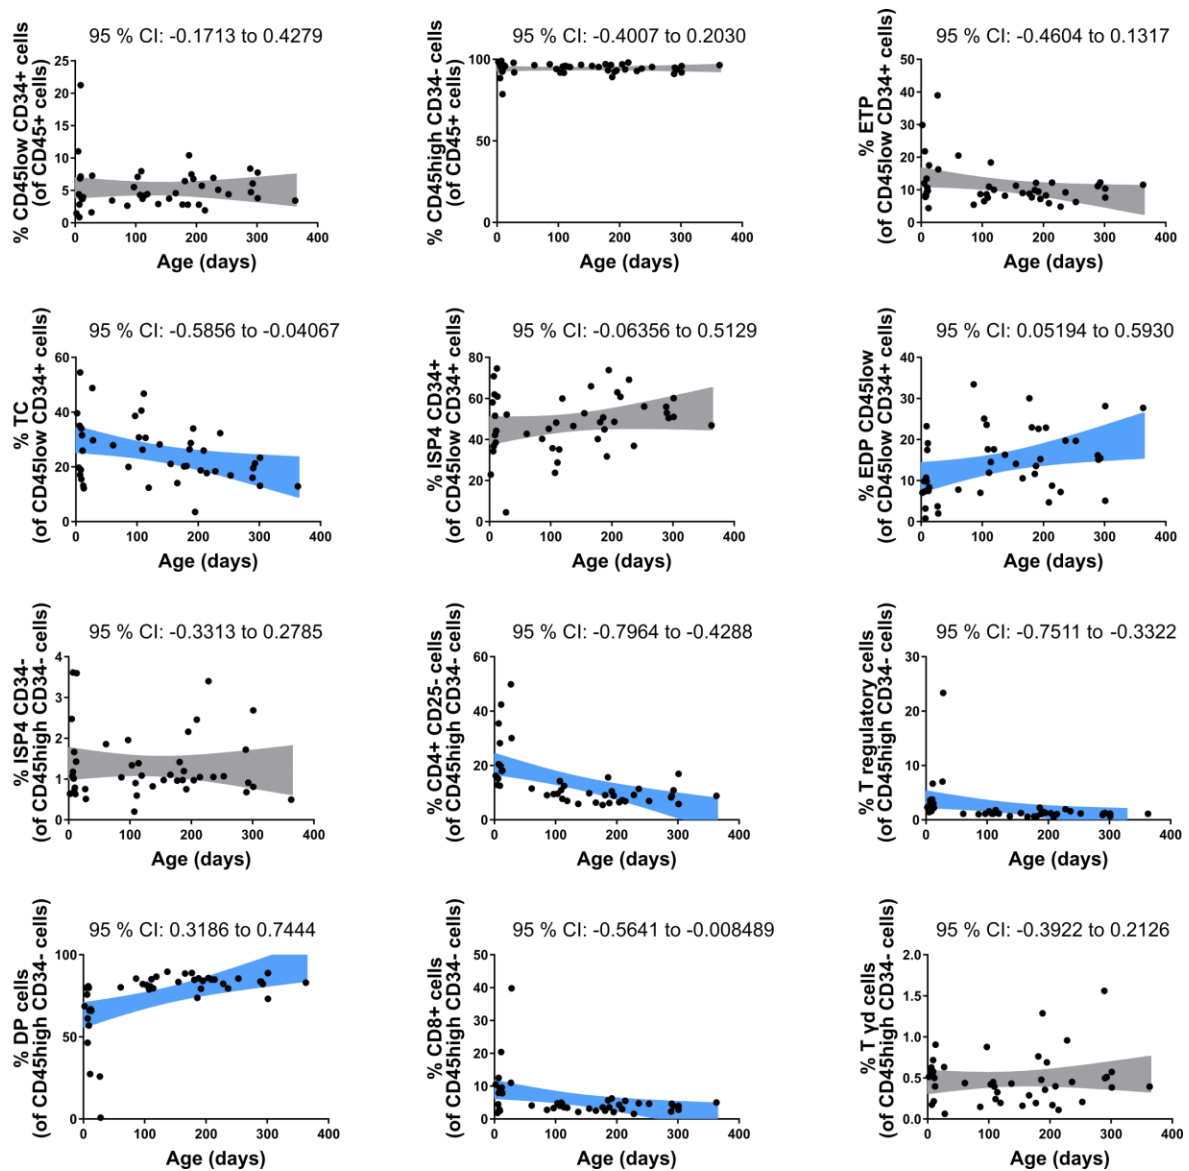 95 % CI: -0.1713 to 0.4279
% CD45low CD34+ cells
(of CD45+ cells)
25
20
15
10
5
0
0 100 200 300 400
Age (days)
95 % CI: -0.4007 to 0.2030
% CD45high CD34- cells
(of CD45+ cells)
100
50
0
0 100 200 300 400
Age (days)
95 % CI: -0.4604 to 0.1317
% ETP
(of CD45low CD34+ cells)
50
40
30
20
10
0
0 100 200 300 400
Age (days)
95 % CI: -0.5856 to -0.04067
% TC
(of CD45low CD34+ cells)
60
40
20
0
0 100 200 300 400
Age (days)
95 % CI: -0.06356 to 0.5129
% ISP4 CD34+
(of CD45low CD34+ cells)
80
60
40
20
0
0 100 200 300 400
Age (days)
95 % CI: 0.05194 to 0.5930
% EDP CD45low
(of CD45low CD34+ cells)
40
30
20
10
0
0 100 200 300 400
Age (days)
95 % CI: -0.3313 to 0.2785
% ISP4 CD34-
(of CD45high CD34- cells)
4
3
2
1
0
0 100 200 300 400
Age (days)
95 % CI: -0.7964 to -0.4288
% CD4+ CD25- cells
(of CD45high CD34- cells)
60
40
20
0
0 100 200 300 400
Age (days)
95 % CI: -0.7511 to -0.3322
% T regulatory cells
(of CD45high CD34- cells)
30
20
10
0
0 100 200 300 400
Age (days)
95 % CI: 0.3186 to 0.7444
% DP cells
(of CD45high CD34- cells)
100
50
0
0 100 200 300 400
Age (days)
95 % CI: -0.5641 to -0.008489
% CD8+ cells
(of CD45high CD34- cells)
50
40
30
20
10
0
0 100 200 300 400
Age (days)
95 % CI: -0.3922 to 0.2126
% T γd cells
(of CD45high CD34- cells)
2.0
1.5
1.0
0.5
0.0
0 100 200 300 400
Age (days)